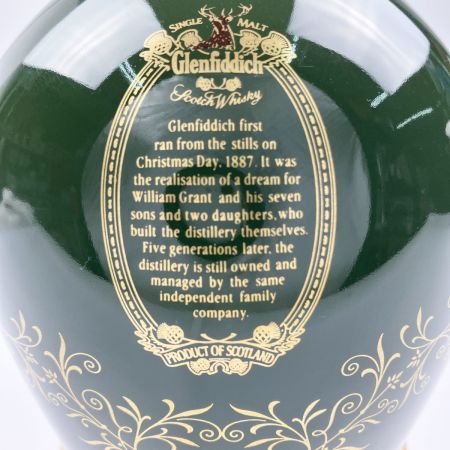 SINGLE MALT
Glenfiddich
Scotch Whisky
Glenfiddich first
ran from the stills on
Christmas Day, 1887. It was
the realisation of a dream for
William Grant and his seven
sons and two daughters, who
built the distillery themselves.
Five generations later, the
distillery is still owned and
managed by the same
independent family
company.
PRODUCT OF SCOTLAND